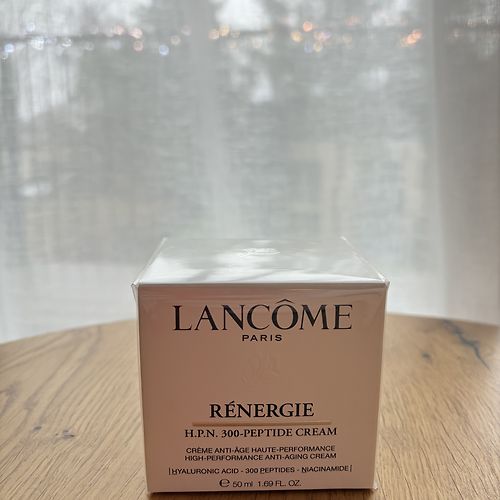 LANCÔME
PARIS
RÉNERGIE
H.P.N. 300-PEPTIDE CREAM
CRÈME ANTI-ÂGE HAUTE-PERFORMANCE
HIGH-PERFORMANCE ANTI-AGING CREAM
|HYALURONIC ACID - 300 PEPTIDES - NIACINAMIDE|
℮ 50 ml 1.69 FL. OZ.